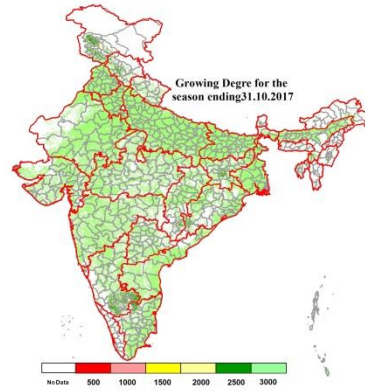 Growing Degre for the
season ending31.10.2017
No Data 500 1000 1500 2000 2500 3000